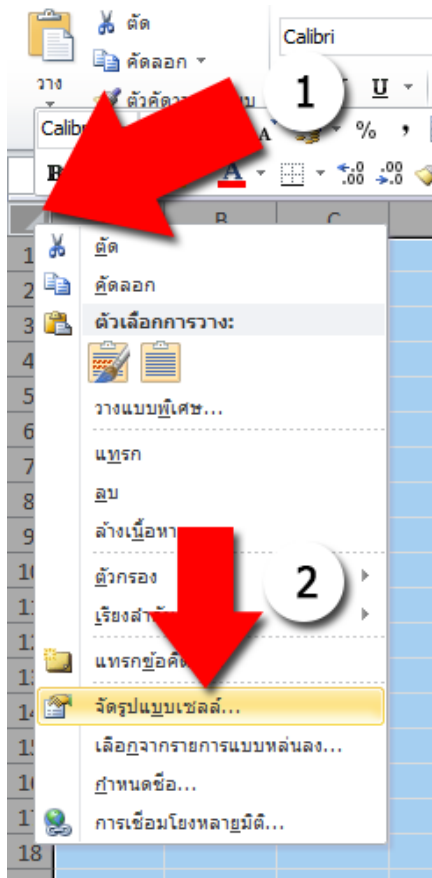 ตัด
คัดลอก
วาง
Calibri
1
U
%
,
B
A
.00
.0
B
C
1
ตัด
2
คัดลอก
3
ตัวเลือกการวาง:
4
5
วางแบบพิเศษ...
6
แทรก
7
8
ลบ
9
10
ตัวกรอง
2
แทรกข้อคิด
จัดรูปแบบเซลล์...
เลือกจากรายการแบบหล่นลง...
กำหนดชื่อ...
การเชื่อมโยงหลายมิติ...
18